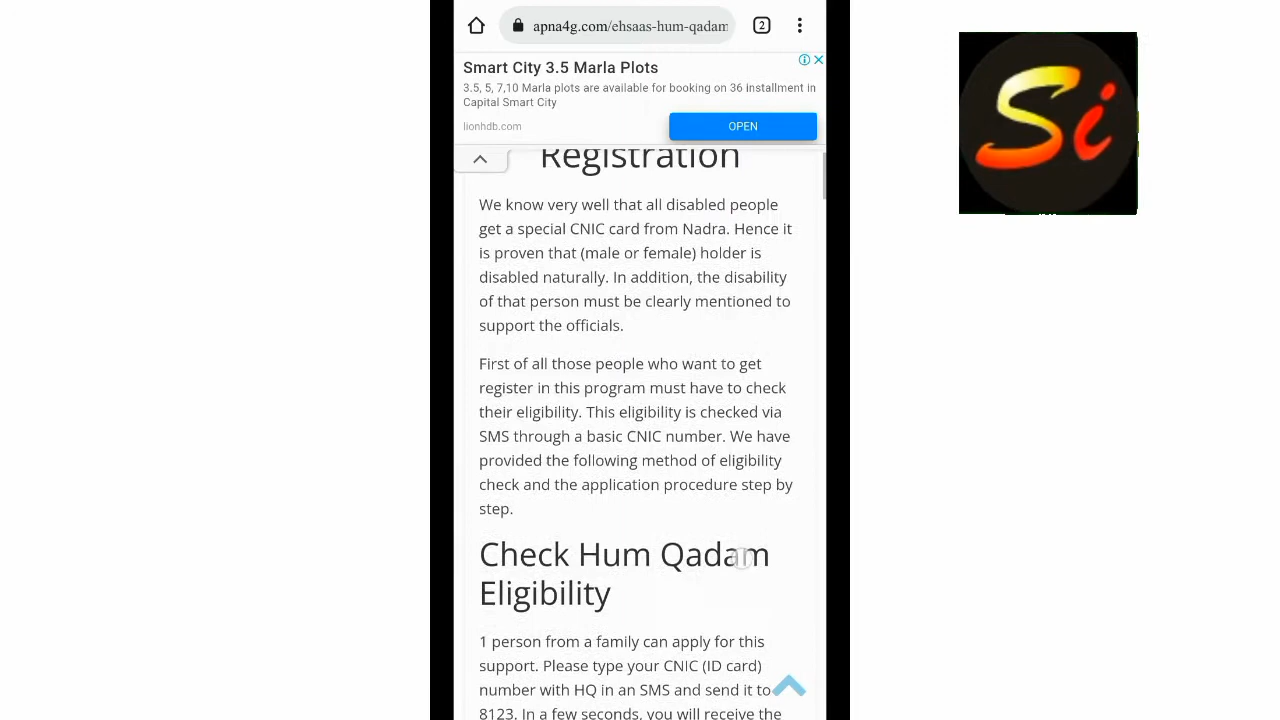 apna4g.com/ehsaas-hum-qadam
2
Smart City 3.5 Marla Plots
3.5, 5, 7,10 Marla plots are available for booking on 36 installment in
Capital Smart City
lionhdb.com
OPEN
Registration
We know very well that all disabled people
get a special CNIC card from Nadra. Hence it
is proven that (male or female) holder is
disabled naturally. In addition, the disability
of that person must be clearly mentioned to
support the officials.
First of all those people who want to get
register in this program must have to check
their eligibility. This eligibility is checked via
SMS through a basic CNIC number. We have
provided the following method of eligibility
check and the application procedure step by
step.
Check Hum Qadam
Eligibility
1 person from a family can apply for this
support. Please type your CNIC (ID card)
number with HQ in an SMS and send it to
8123. In a few seconds, you will receive the
Si